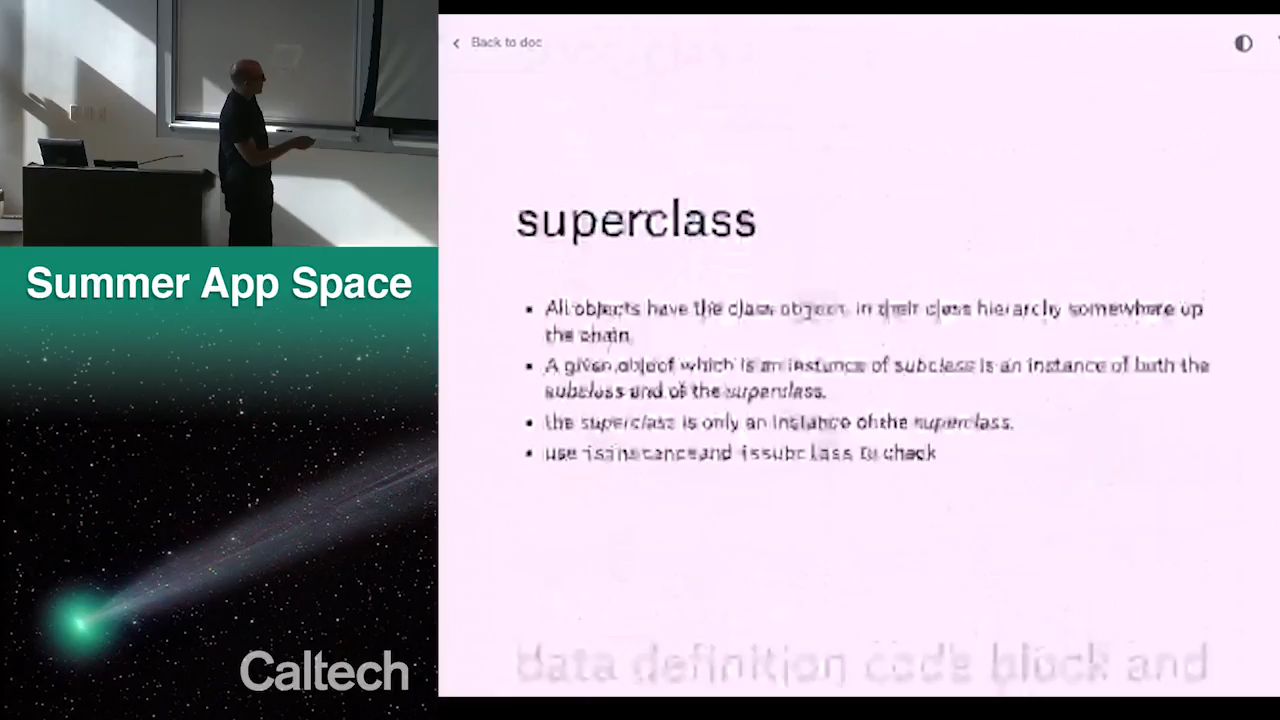 Back to doc
superclass
All objects have the class object in their class hierarchy somewhere up
the chain.
A given object which is an instance of subclass is an instance of both the
subclass and of the superclass.
the superclass is only an instance of the superclass.
use isinstance and issubclass to check
data definition code block and
Summer App Space
Caltech